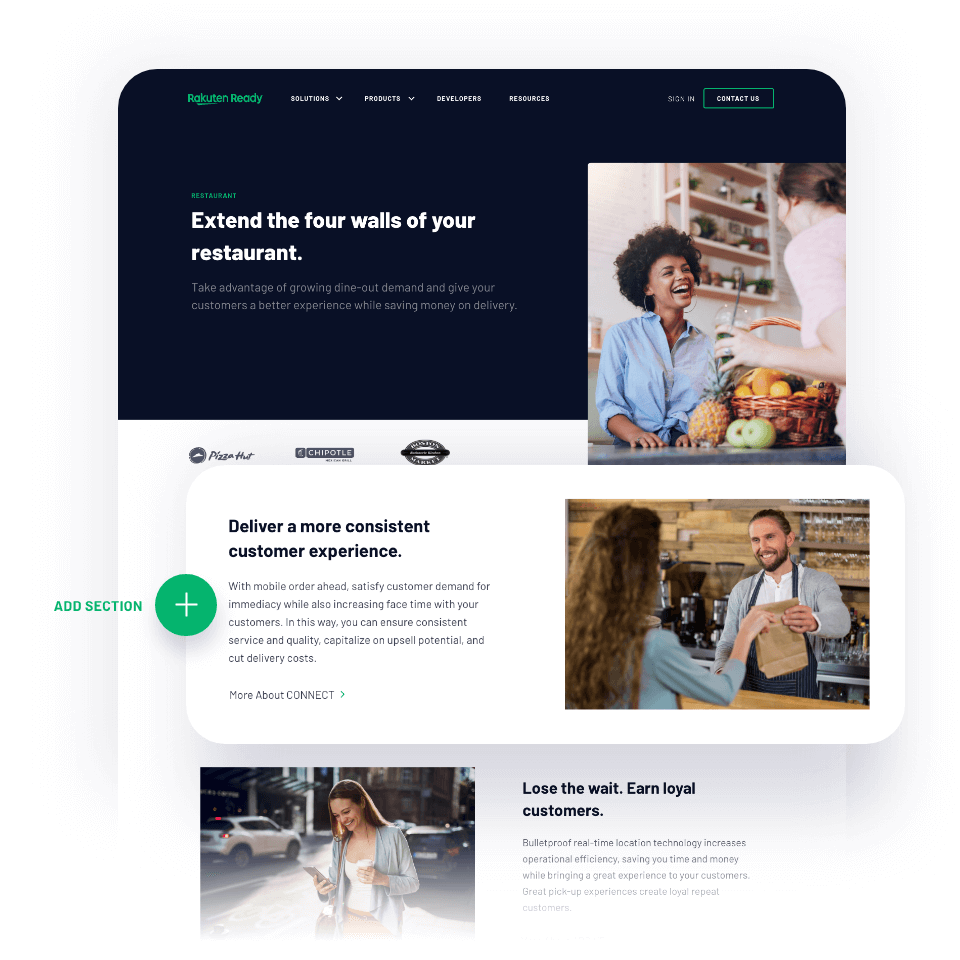 Rakuten Ready
SOLUTIONS
PRODUCTS
DEVELOPERS
RESOURCES
SIGN IN
CONTACT US
RESTAURANT
Extend the four walls of your
restaurant.
Take advantage of growing dine-out demand and give your
customers a better experience while saving money on delivery.
Pizza Hut
CHIPOTLE
MEXICAN GRILL
BOSTON
Rotisserie Kitchen
MARKET
Deliver a more consistent
customer experience.
With mobile order ahead, satisfy customer demand for
immediacy while also increasing face time with your
customers. In this way, you can ensure consistent
service and quality, capitalize on upsell potential, and
cut delivery costs.
More About CONNECT
ADD SECTION
Lose the wait. Earn loyal
customers.
Bulletproof real-time location technology increases
operational efficiency, saving you time and money
while bringing a great experience to your customers.
Great pick-up experiences create loyal repeat
customers.